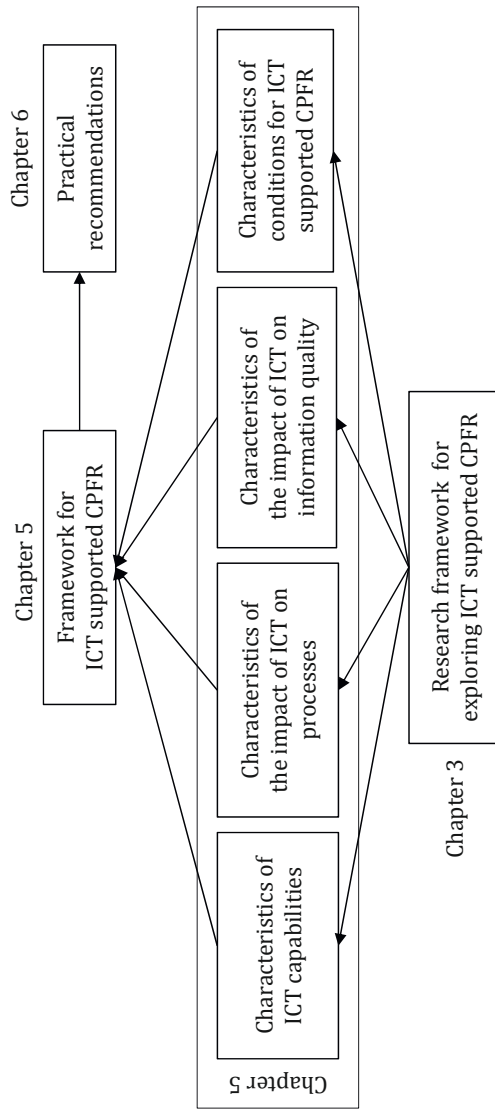 Chapter 5
Framework for
ICT supported CPFR
Chapter 6
Practical
recommendations
Chapter 5
Characteristics of
ICT capabilities
Characteristics of
the impact of ICT on
processes
Characteristics of
the impact of ICT on
information quality
Characteristics of
conditions for ICT
supported CPFR
Chapter 3
Research framework for
exploring ICT supported CPFR